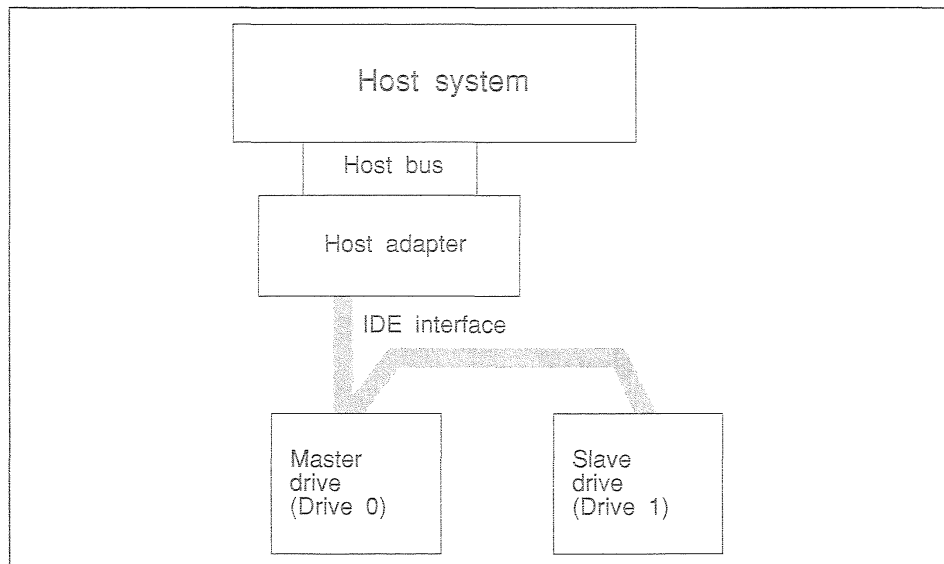 Host system
Host bus
Host adapter
IDE interface
Master
drive
(Drive 0)
Slave
drive
(Drive 1)